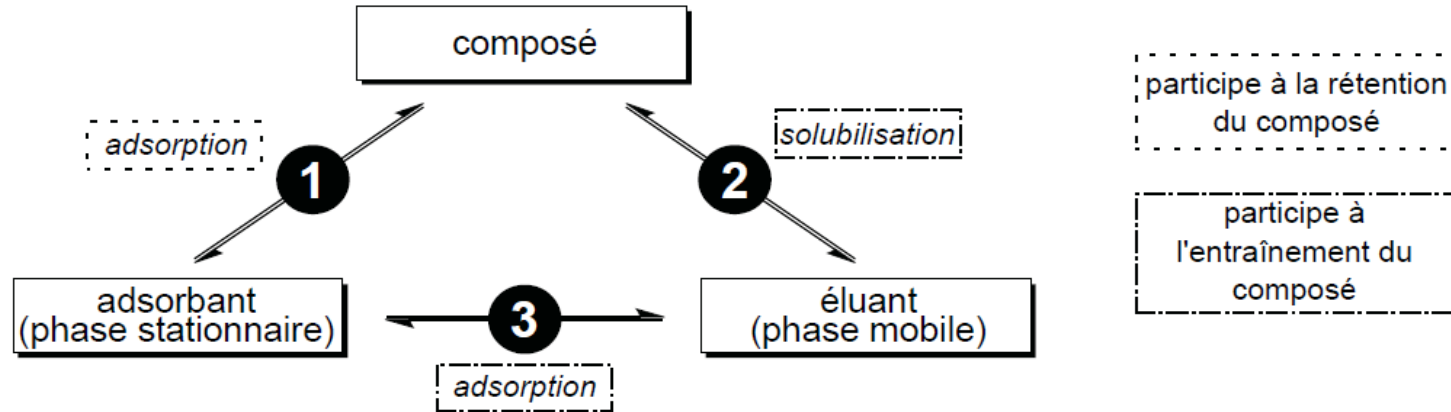 composé
adsorption
1
solubilisation
2
adsorbant
(phase stationnaire)
3
adsorption
éluant
(phase mobile)
participe à la rétention
du composé
participe à
l'entraînement du
composé